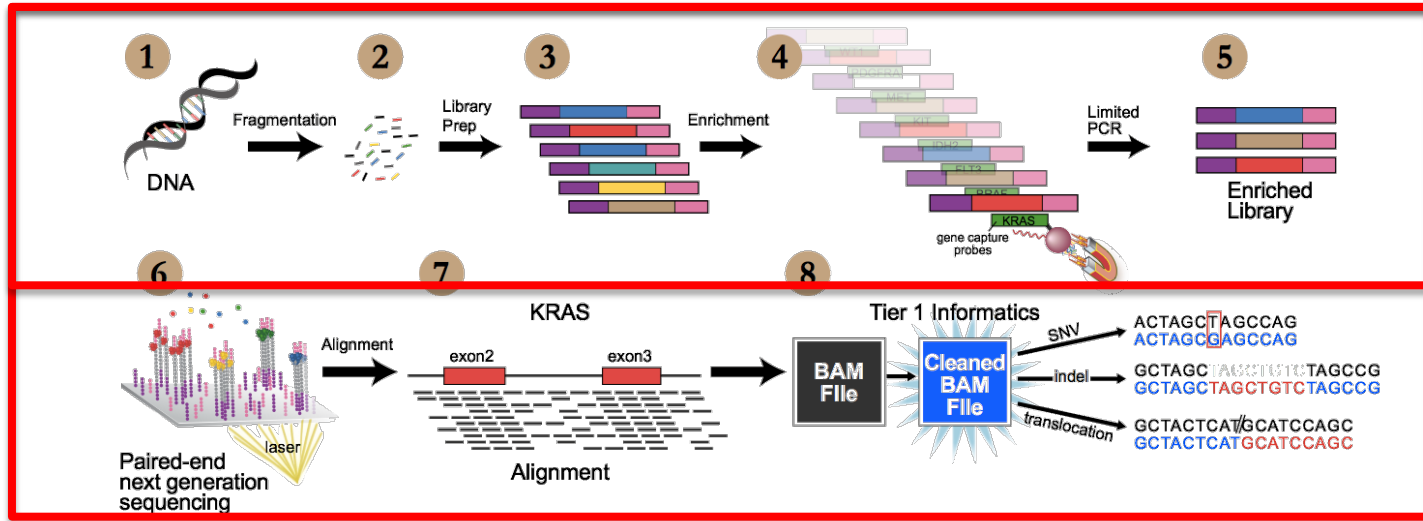 1
2
3
4
5
Fragmentation
Library
Prep
Enrichment
Limited
PCR
DNA
WT1
PDGFRA
MET
KIT
IDH2
FLT3
BRAF
KRAS
gene capture
probes
Enriched
Library
6
7
8
KRAS
Tier 1 Informatics
Alignment
exon2
exon3
BAM
FIle
Cleaned
BAM
FIle
SNV
indel
translocation
ACTAGCTAGCCAG
ACTAGCGAGCCAG
GCTAGCTAGCTGTCTAGCCG
GCTAGCTAGCTGTCTAGCCG
GCTACTCAT//GCATCCAGC
GCTACTCATGCATCCAGC
laser
Paired-end
next generation
sequencing
Alignment